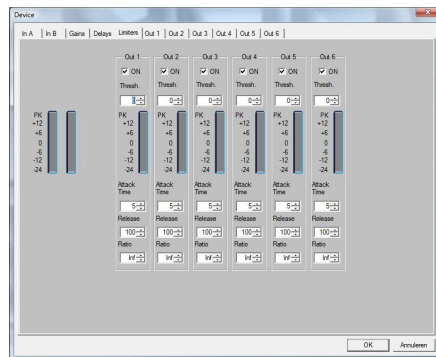 Device
In A In B Gains Delays Limiters Out 1 Out 2 Out 3 Out 4 Out 5 Out 6
Out 1 Out 2 Out 3 Out 4 Out 5 Out 6
ON ON ON ON ON ON
Thresh. Thresh. Thresh. Thresh. Thresh. Thresh.
0 0 0 0 0 0
PK PK PK PK PK PK PK
+12 +12 +12 +12 +12 +12 +12
+6 +6 +6 +6 +6 +6 +6
0 0 0 0 0 0 0
-6 -6 -6 -6 -6 -6 -6
-12 -12 -12 -12 -12 -12 -12
-24 -24 -24 -24 -24 -24 -24
Attack Attack Attack Attack Attack Attack
Time Time Time Time Time Time
5 5 5 5 5 5
Release Release Release Release Release Release
100 100 100 100 100 100
Ratio Ratio Ratio Ratio Ratio Ratio
Inf Inf Inf Inf Inf Inf
OK Annuleren